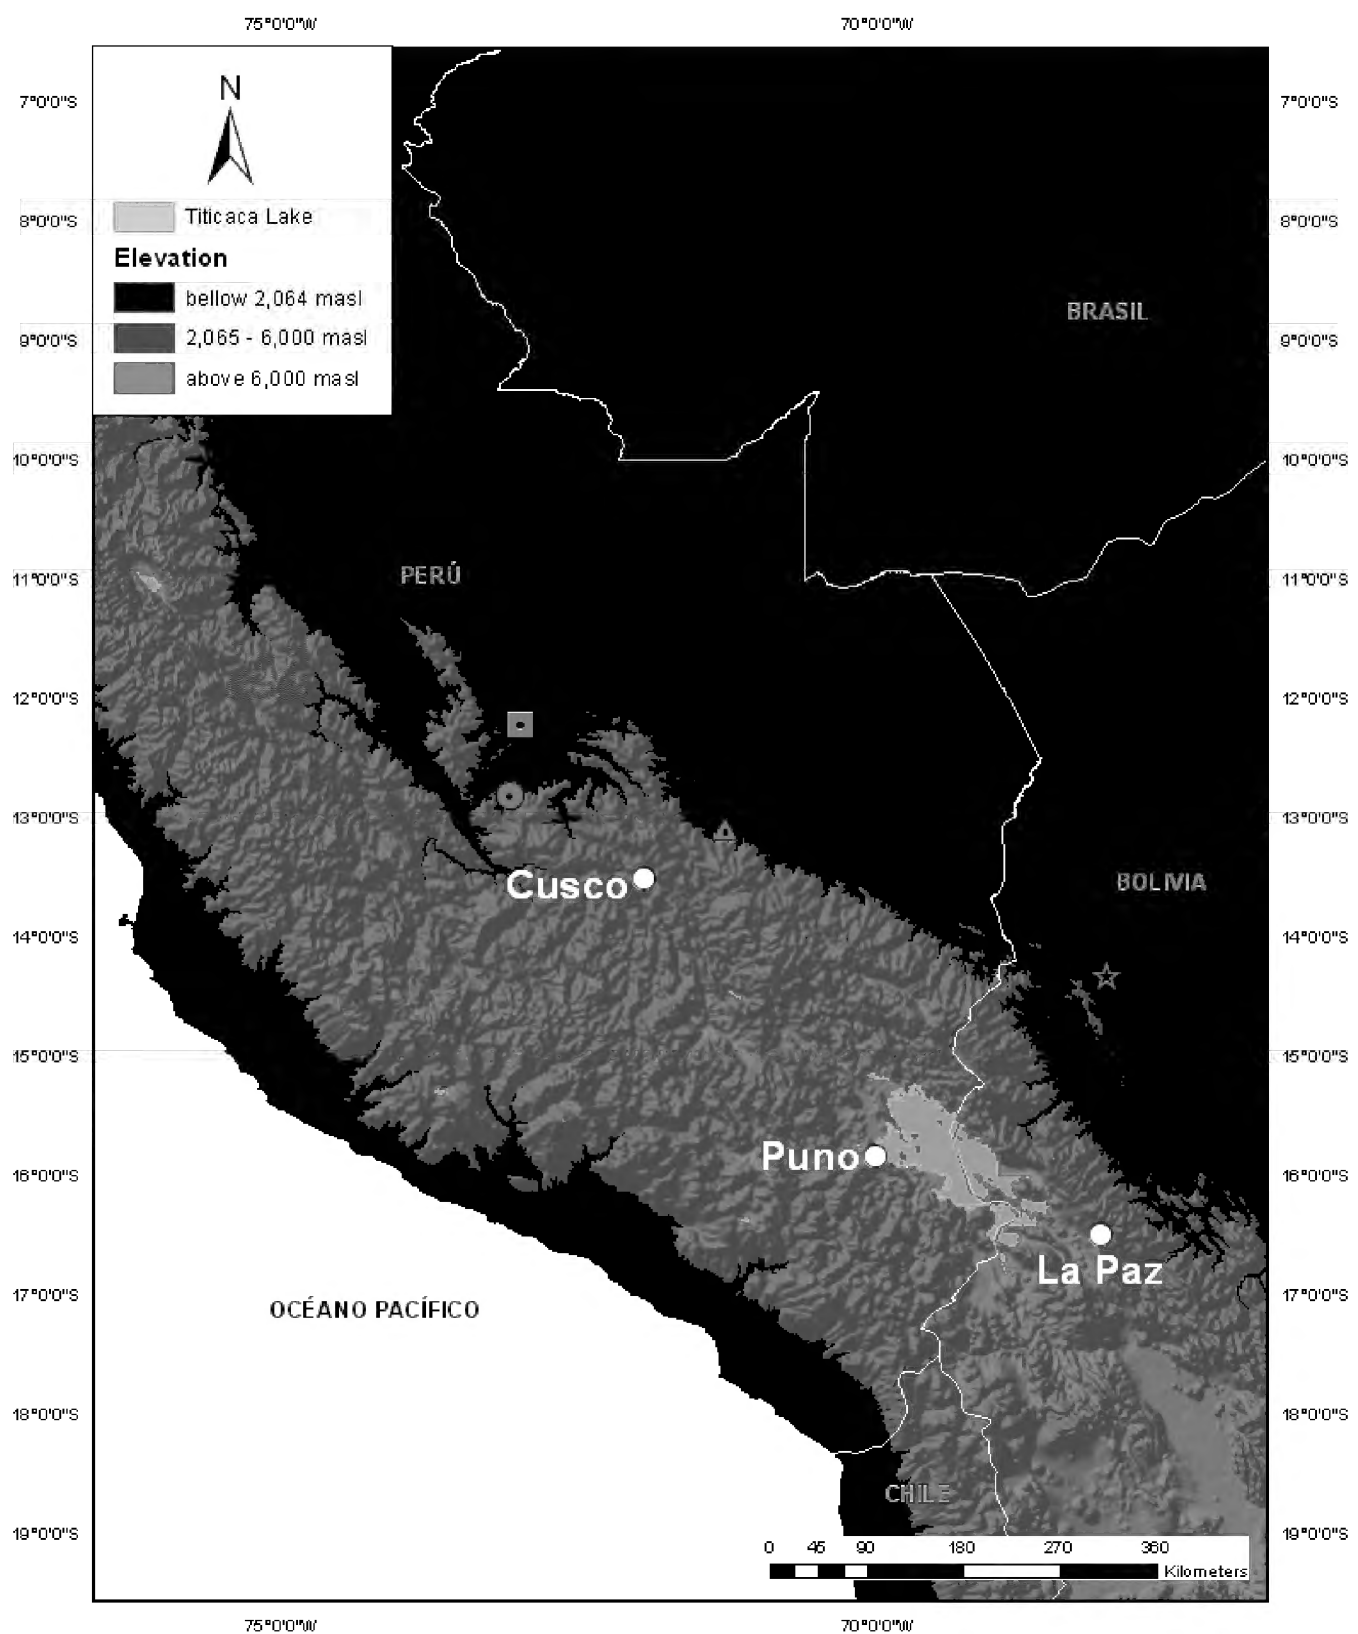 75°0'0"W 70°0'0"W
N
Titicaca Lake
Elevation
bellow 2,064 masl
2,065 - 6,000 masl
above 6,000 masl
7°0'0"S 7°0'0"S
8°0'0"S 8°0'0"S
BRASIL
9°0'0"S 9°0'0"S
10°0'0"S 10°0'0"S
PERÚ
11°0'0"S 11°0'0"S
12°0'0"S 12°0'0"S
13°0'0"S 13°0'0"S
Cusco
BOLIVIA
14°0'0"S 14°0'0"S
15°0'0"S 15°0'0"S
Puno
16°0'0"S 16°0'0"S
La Paz
17°0'0"S 17°0'0"S
OCÉANO PACÍFICO
18°0'0"S 18°0'0"S
CHILE
19°0'0"S 19°0'0"S
0 45 90 180 270 360
Kilometers
75°0'0"W 70°0'0"W